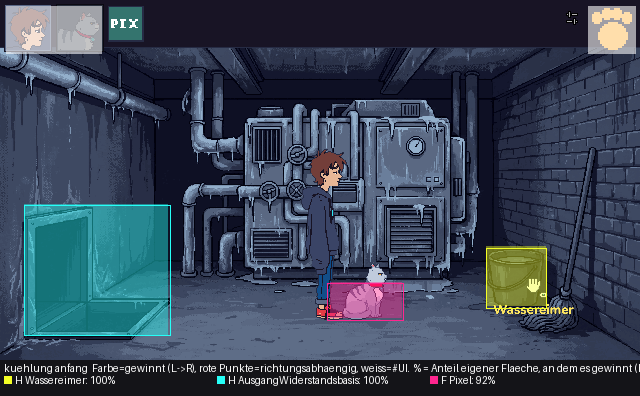 PIX
Wassereimer
kuehlung anfang Farbe=gewinnt (L->R), rote Punkte=richtungsabhaengig, weiss=#UI. % = Anteil eigener Flaeche, an dem es gewinnt (
H Wassereimer: 100%
H AusgangWiderstandsbasis: 100%
F Pixel: 92%